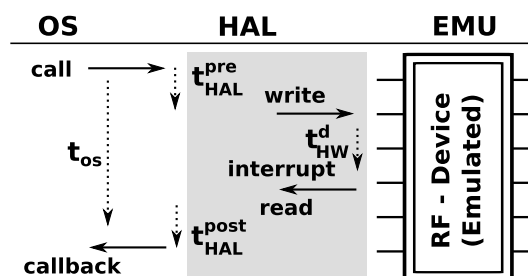 OS HAL EMU
call
t_HAL^pre
write
t_os
t_HW^d
interrupt
read
t_HAL^post
callback
RF - Device
(Emulated)